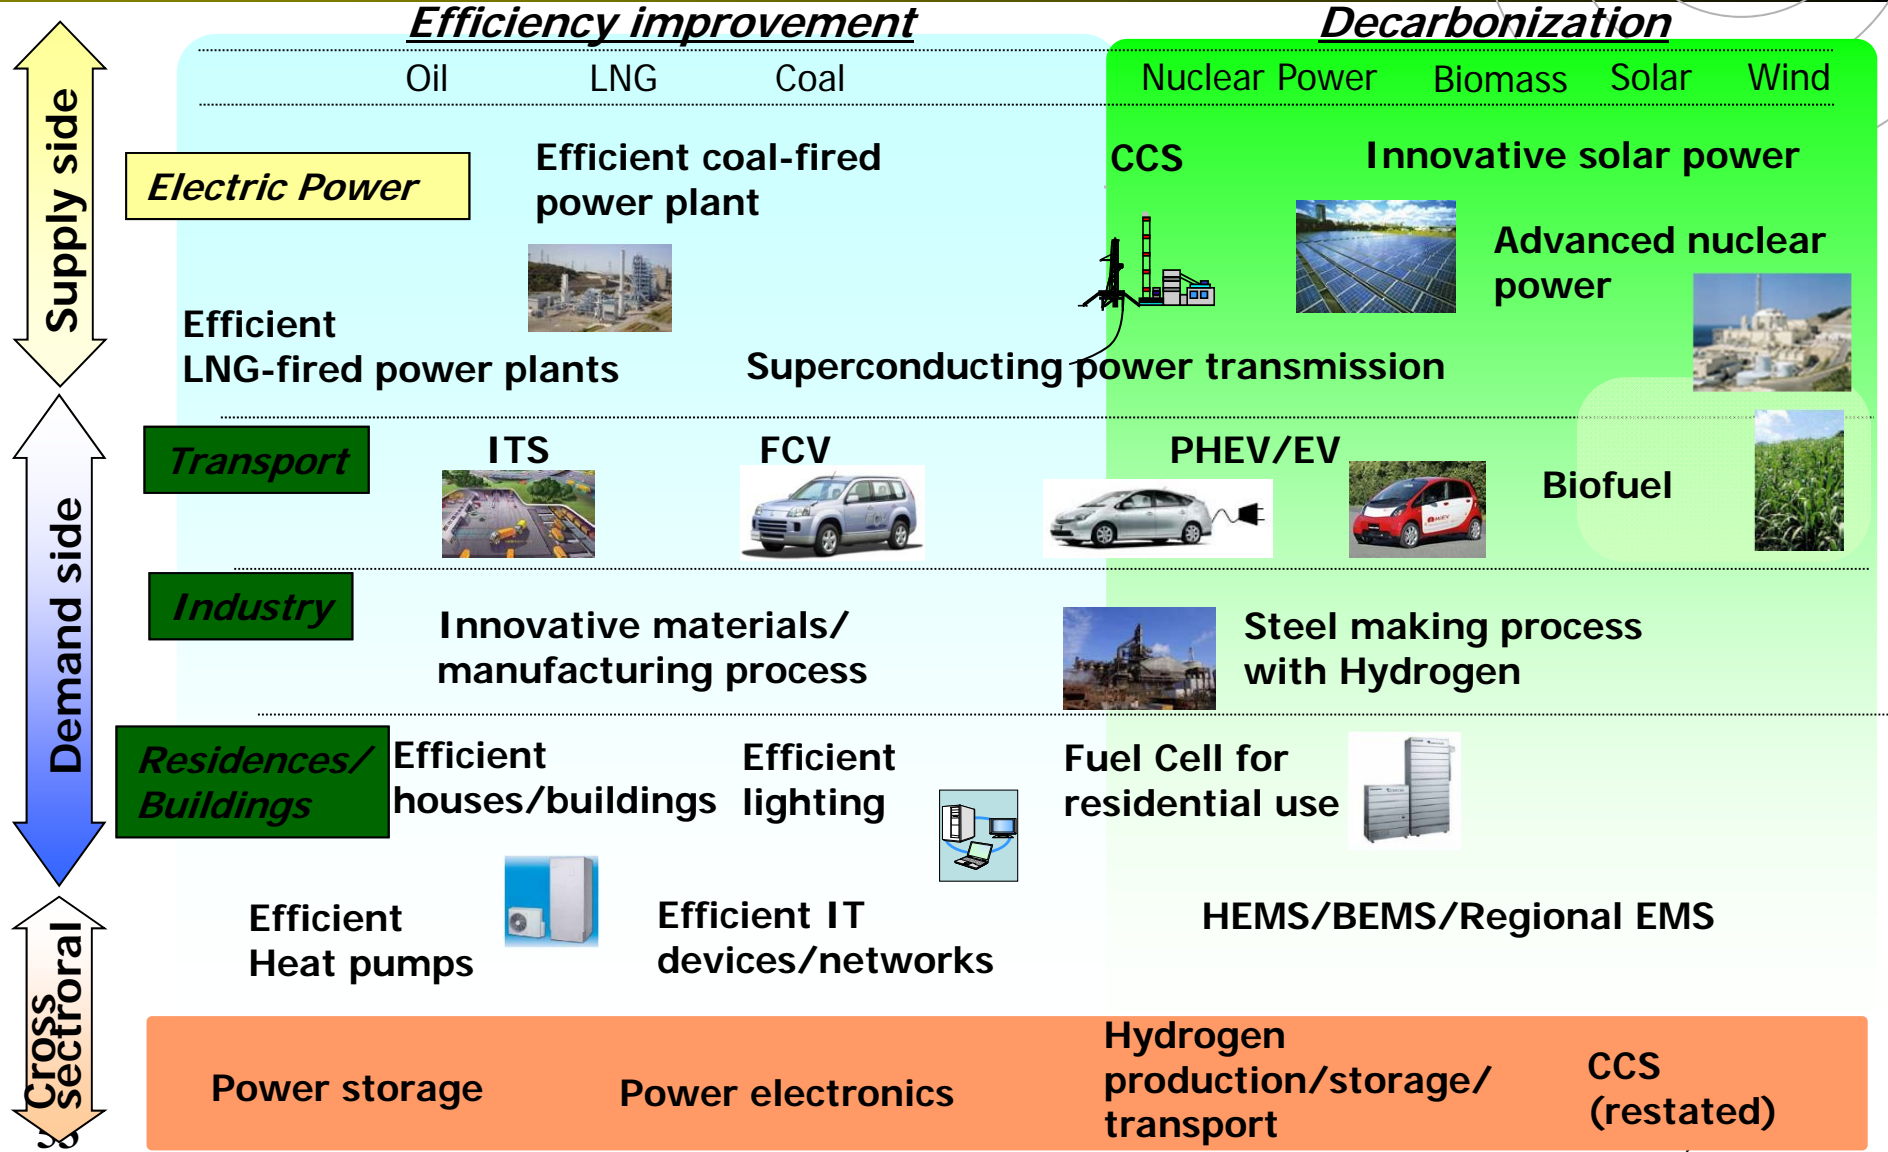 Efficiency improvement
Decarbonization
Oil LNG Coal
Nuclear Power Biomass Solar Wind
Supply side
Electric Power
Efficient coal-fired
power plant
CCS
Innovative solar power
Advanced nuclear
power
Efficient
LNG-fired power plants
Superconducting power transmission
Demand side
Transport
ITS
FCV
PHEV/EV
Biofuel
Industry
Innovative materials/
manufacturing process
Steel making process
with Hydrogen
Residences/
Buildings
Efficient
houses/buildings
Efficient
lighting
Fuel Cell for
residential use
Efficient
Heat pumps
Efficient IT
devices/networks
HEMS/BEMS/Regional EMS
Cross
sectroral
Power storage
Power electronics
Hydrogen
production/storage/
transport
CCS
(restated)